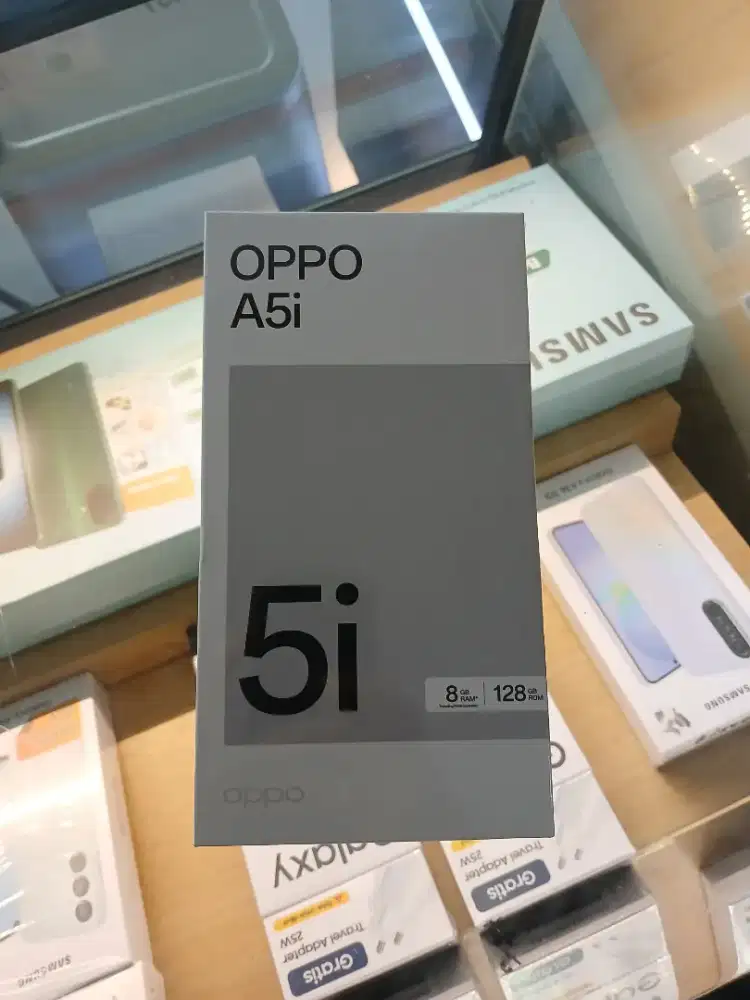 OPPO
A5i
5i
8 GB RAM* 128 GB ROM
oppo
SAMSUNG
SAMSUNG
SAMSUNG
Galaxy
Travel Adapter
25W
Gratis
Travel Adapter
25W
Gratis